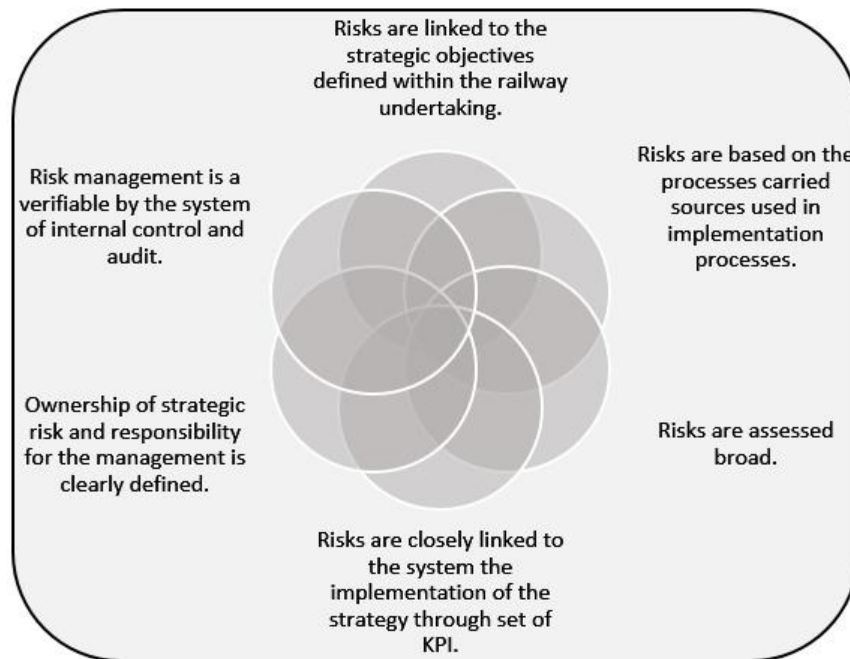 Risks are linked to the
strategic objectives
defined within the railway
undertaking.
Risks are based on the
processes carried
sources used in
implementation
processes.
Risks are assessed
broad.
Risks are closely linked to
the system the
implementation of the
strategy through set of
KPI.
Ownership of strategic
risk and responsibility
for the management is
clearly defined.
Risk management is a
verifiable by the system
of internal control and
audit.